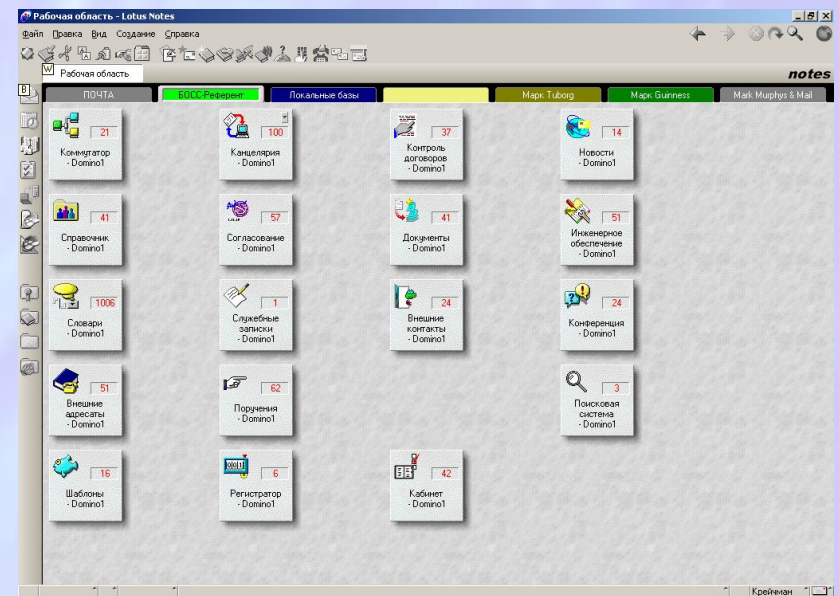 Рабочая область - Lotus Notes
Файл Правка Вид Создание Справка
W Рабочая область notes
В
ПОЧТА БОСС-Референт Локальные базы Марк Tuborg Марк Guinness Mark Murphys & Mail
21
Коммутатор
- Domino1
100
Канцелярия
- Domino1
37
Контроль
договоров
- Domino1
14
Новости
- Domino1
41
Справочник
- Domino1
57
Согласование
- Domino1
41
Документы
- Domino1
51
Инженерное
обеспечение
- Domino1
1006
Словари
- Domino1
1
Служебные
записки
- Domino1
24
Внешние
контакты
- Domino1
24
Конференция
- Domino1
51
Внешние
адресаты
- Domino1
62
Поручения
- Domino1
3
Поисковая
система
- Domino1
16
Шаблоны
- Domino1
6
Регистратор
- Domino1
42
Кабинет
- Domino1
Крейчман